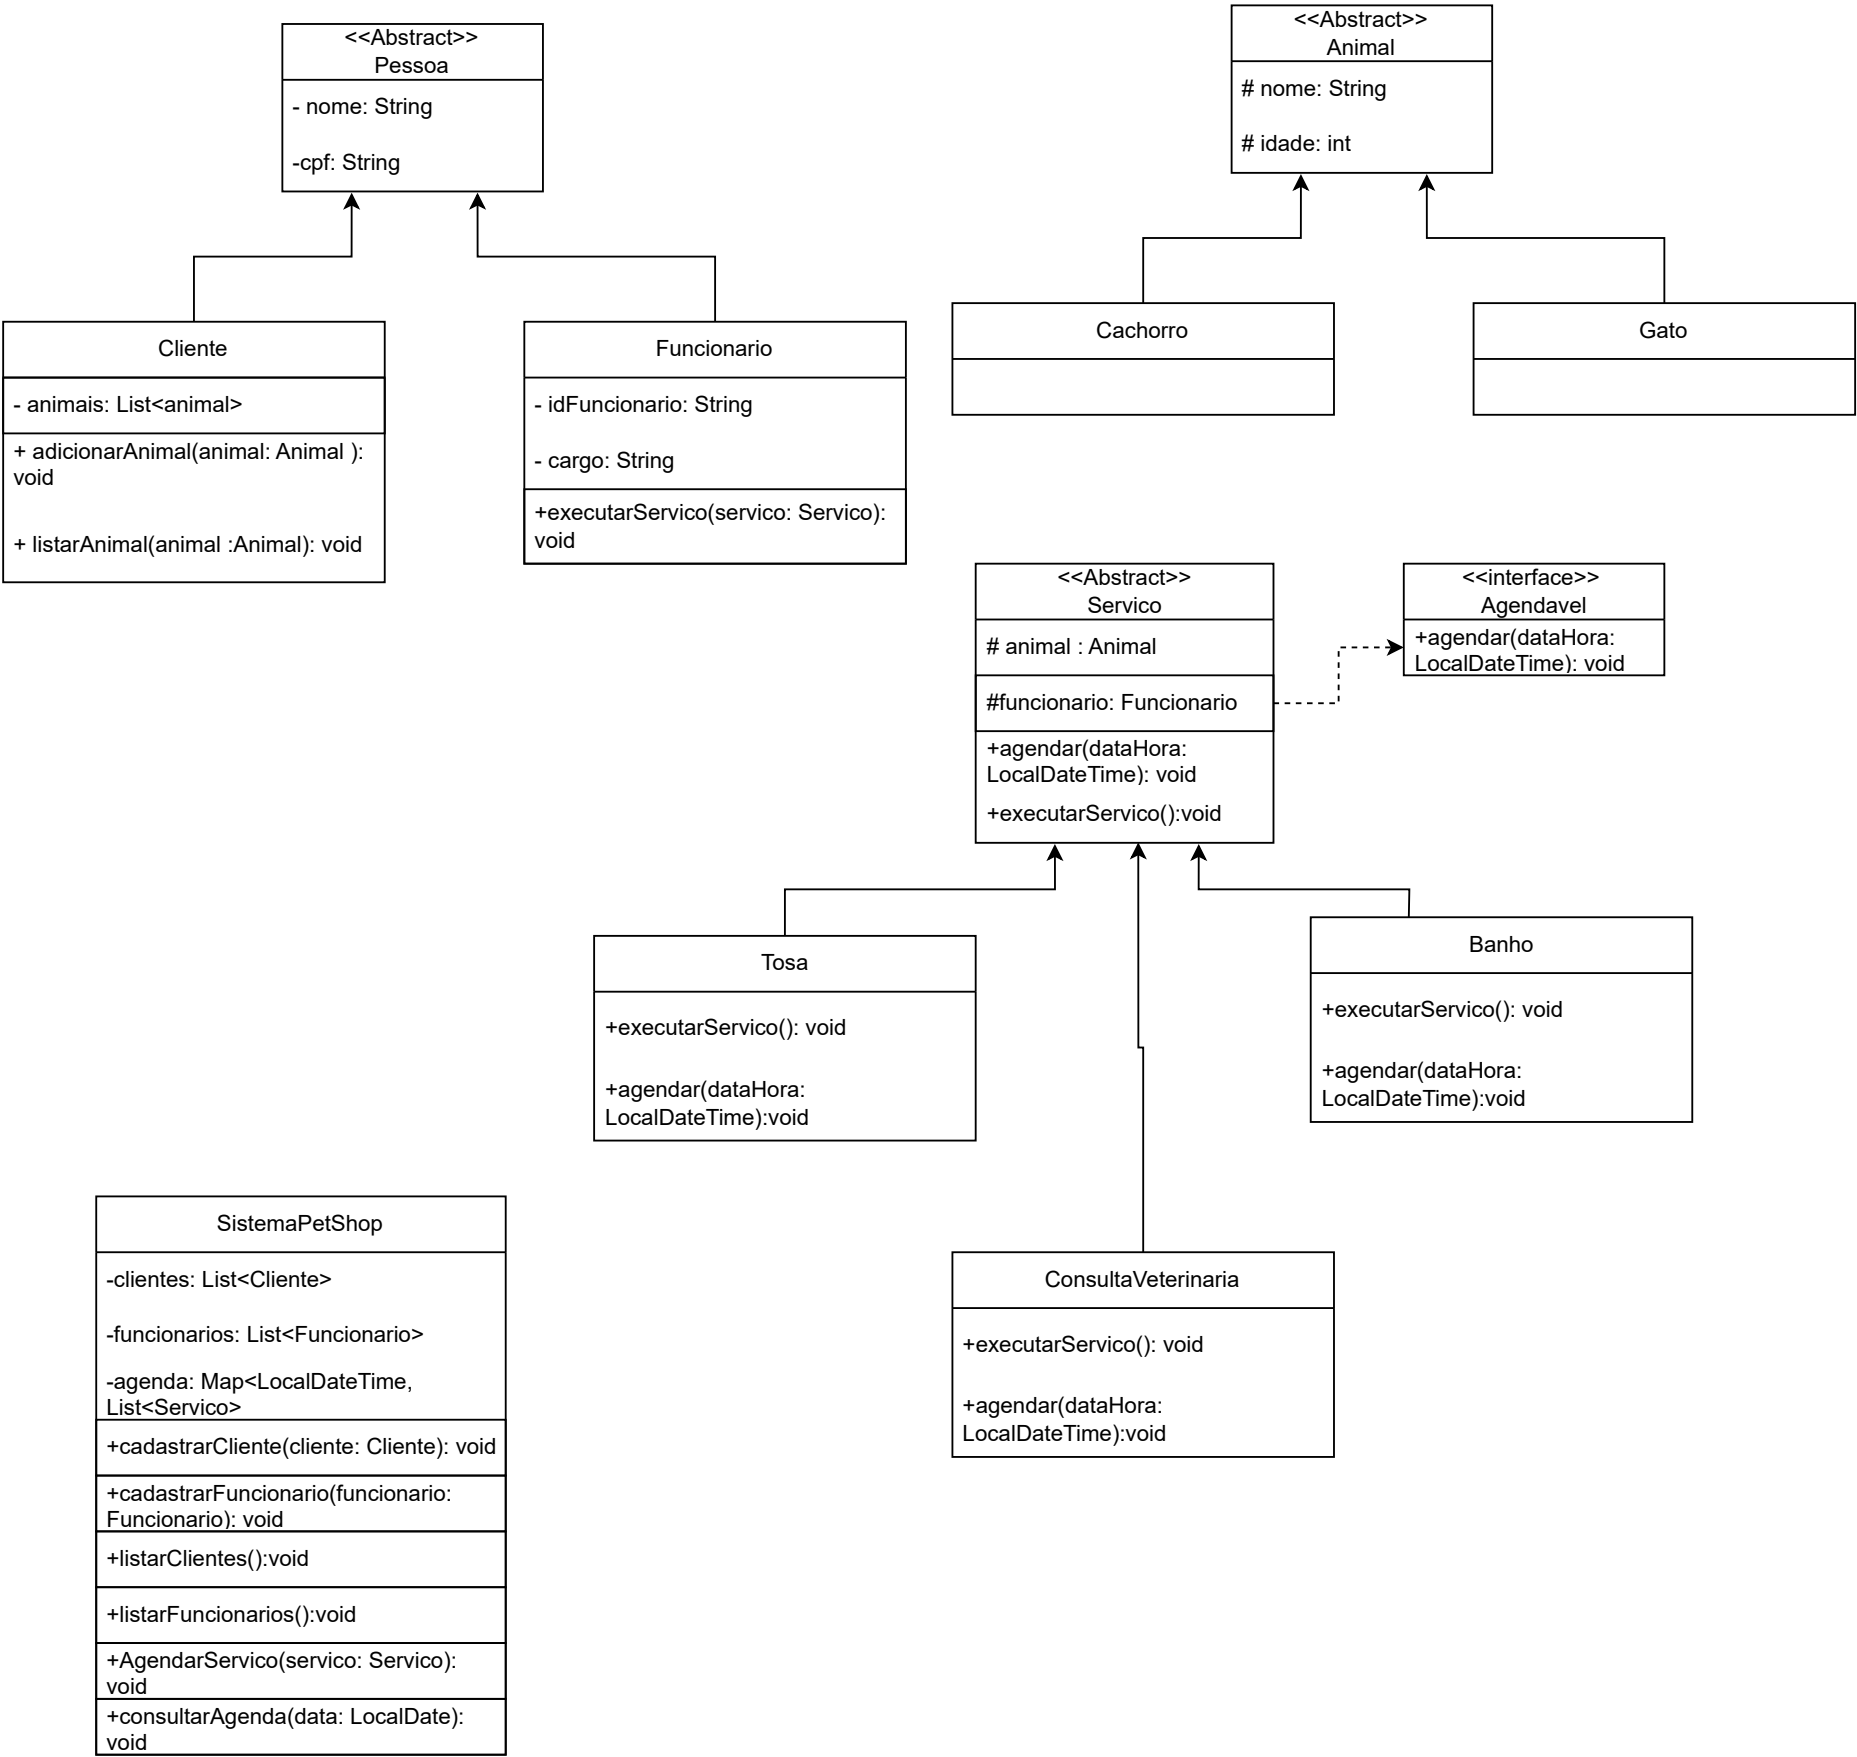 <<Abstract>>
Pessoa
- nome: String
-cpf: String
<<Abstract>>
Animal
# nome: String
# idade: int
Cliente
- animais: List<animal>
+ adicionarAnimal(animal: Animal ):
void
+ listarAnimal(animal :Animal): void
Funcionario
- idFuncionario: String
- cargo: String
+executarServico(servico: Servico):
void
Cachorro
Gato
<<Abstract>>
Servico
# animal : Animal
#funcionario: Funcionario
+agendar(dataHora:
LocalDateTime): void
+executarServico():void
<<interface>>
Agendavel
+agendar(dataHora:
LocalDateTime): void
Tosa
+executarServico(): void
+agendar(dataHora:
LocalDateTime):void
Banho
+executarServico(): void
+agendar(dataHora:
LocalDateTime):void
SistemaPetShop
-clientes: List<Cliente>
-funcionarios: List<Funcionario>
-agenda: Map<LocalDateTime,
List<Servico>
+cadastrarCliente(cliente: Cliente): void
+cadastrarFuncionario(funcionario:
Funcionario): void
+listarClientes():void
+listarFuncionarios():void
+AgendarServico(servico: Servico):
void
+consultarAgenda(data: LocalDate):
void
ConsultaVeterinaria
+executarServico(): void
+agendar(dataHora:
LocalDateTime):void